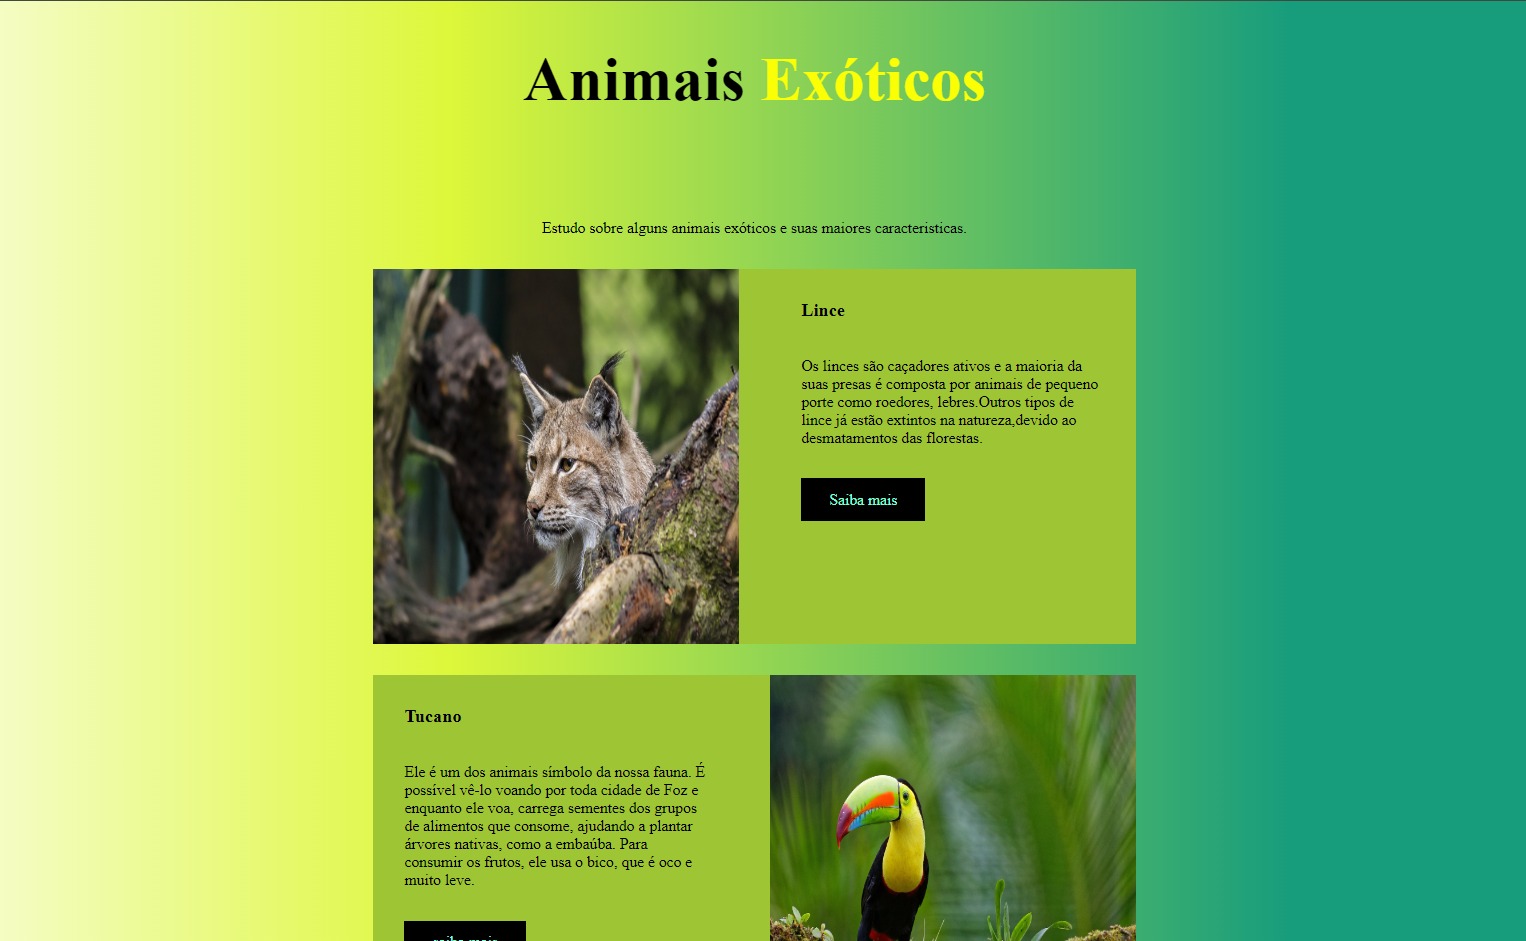 Animais Exóticos
Estudo sobre alguns animais exóticos e suas maiores caracteristicas.
Lince
Os linces são caçadores ativos e a maioria da
suas presas é composta por animais de pequeno
porte como roedores, lebres.Outros tipos de
lince já estão extintos na natureza,devido ao
desmatamentos das florestas.
Saiba mais
Tucano
Ele é um dos animais símbolo da nossa fauna. É
possível vê-lo voando por toda cidade de Foz e
enquanto ele voa, carrega sementes dos grupos
de alimentos que consome, ajudando a plantar
árvores nativas, como a embaúba. Para
consumir os frutos, ele usa o bico, que é oco e
muito leve.
saiba mais